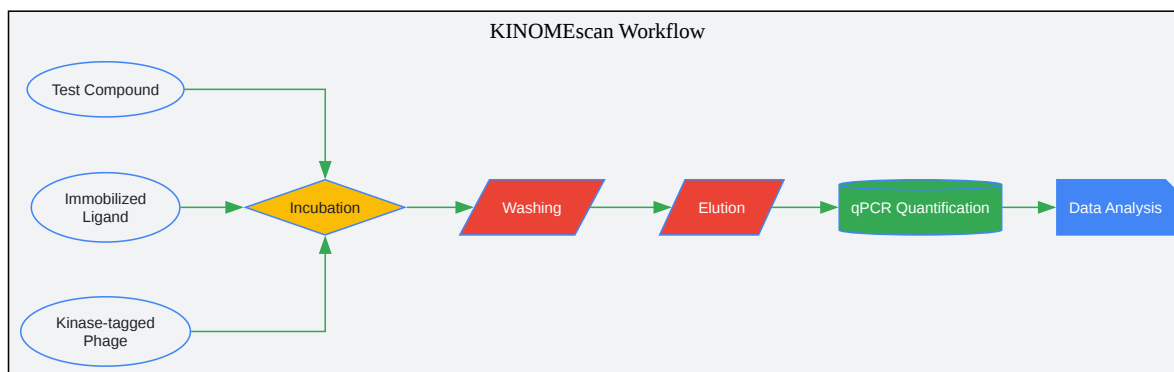 KINOMEscan Workflow
Test Compound
Immobilized
Ligand
Incubation
Washing
Elution
qPCR Quantification
Data Analysis
Kinase-tagged
Phage